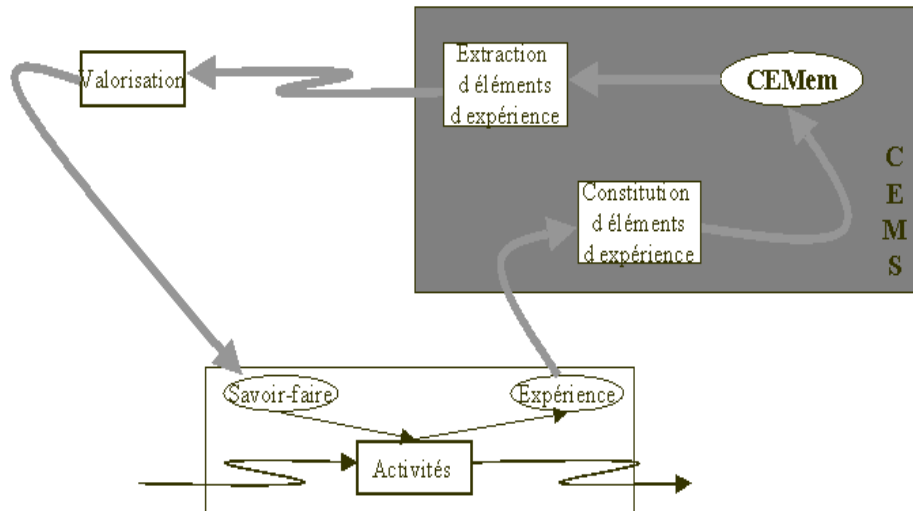 Valorisation
Extraction
d éléments
d expérience
CEMem
Constitution
d éléments
d expérience
C
E
M
S
Savoir-faire
Expérience
Activités